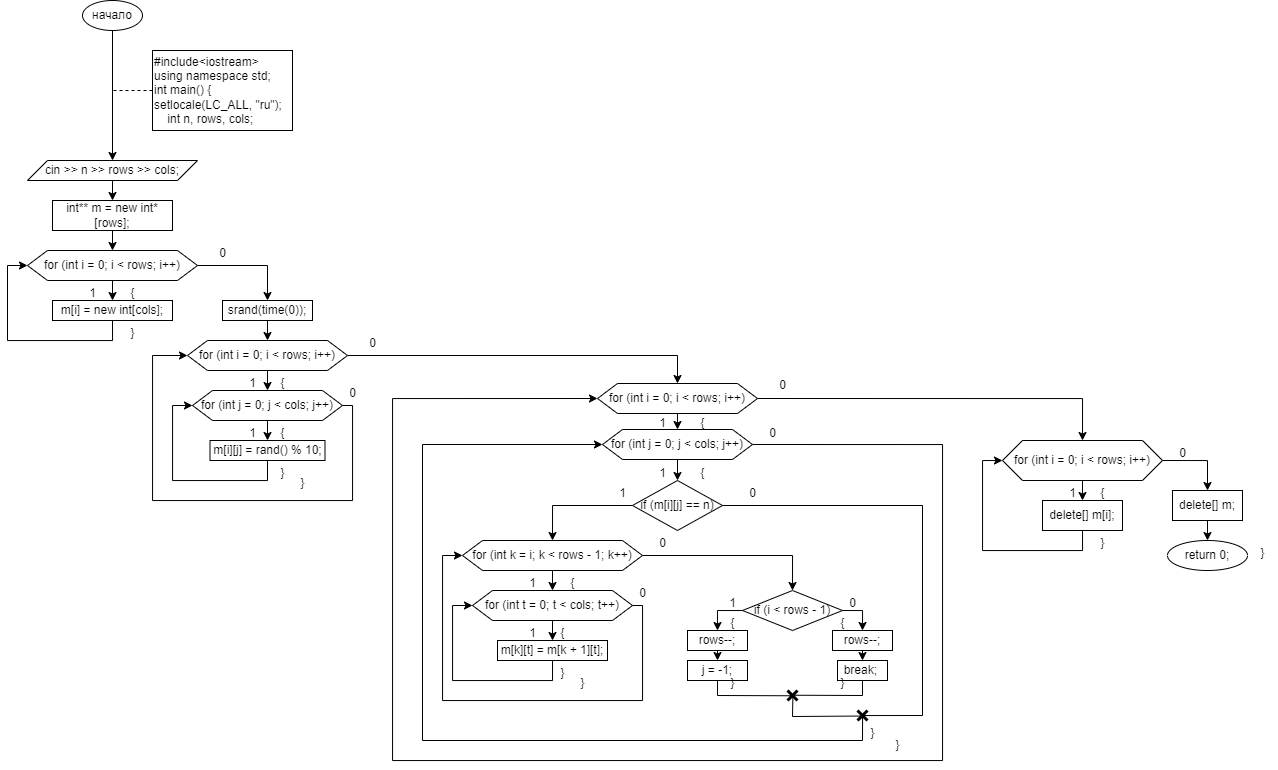 начало
#include<iostream>
using namespace std;
int main() {
setlocale(LC_ALL, "ru");
int n, rows, cols;
cin >> n >> rows >> cols;
int** m = new int*
[rows];
for (int i = 0; i < rows; i++)
0
1 {
m[i] = new int[cols];
}
srand(time(0));
for (int i = 0; i < rows; i++)
0
1 {
for (int j = 0; j < cols; j++)
0
1 {
m[i][j] = rand() % 10;
}
}
for (int i = 0; i < rows; i++)
0
1 {
for (int j = 0; j < cols; j++)
0
1 {
if (m[i][j] == n)
1
0
for (int k = i; k < rows - 1; k++)
0
1 {
for (int t = 0; t < cols; t++)
0
1 {
m[k][t] = m[k + 1][t];
}
}
if (i < rows - 1)
1
0
{
rows--;
j = -1;
}
{
rows--;
break;
}
}
}
for (int i = 0; i < rows; i++)
0
1 {
delete[] m[i];
}
delete[] m;
return 0;
}